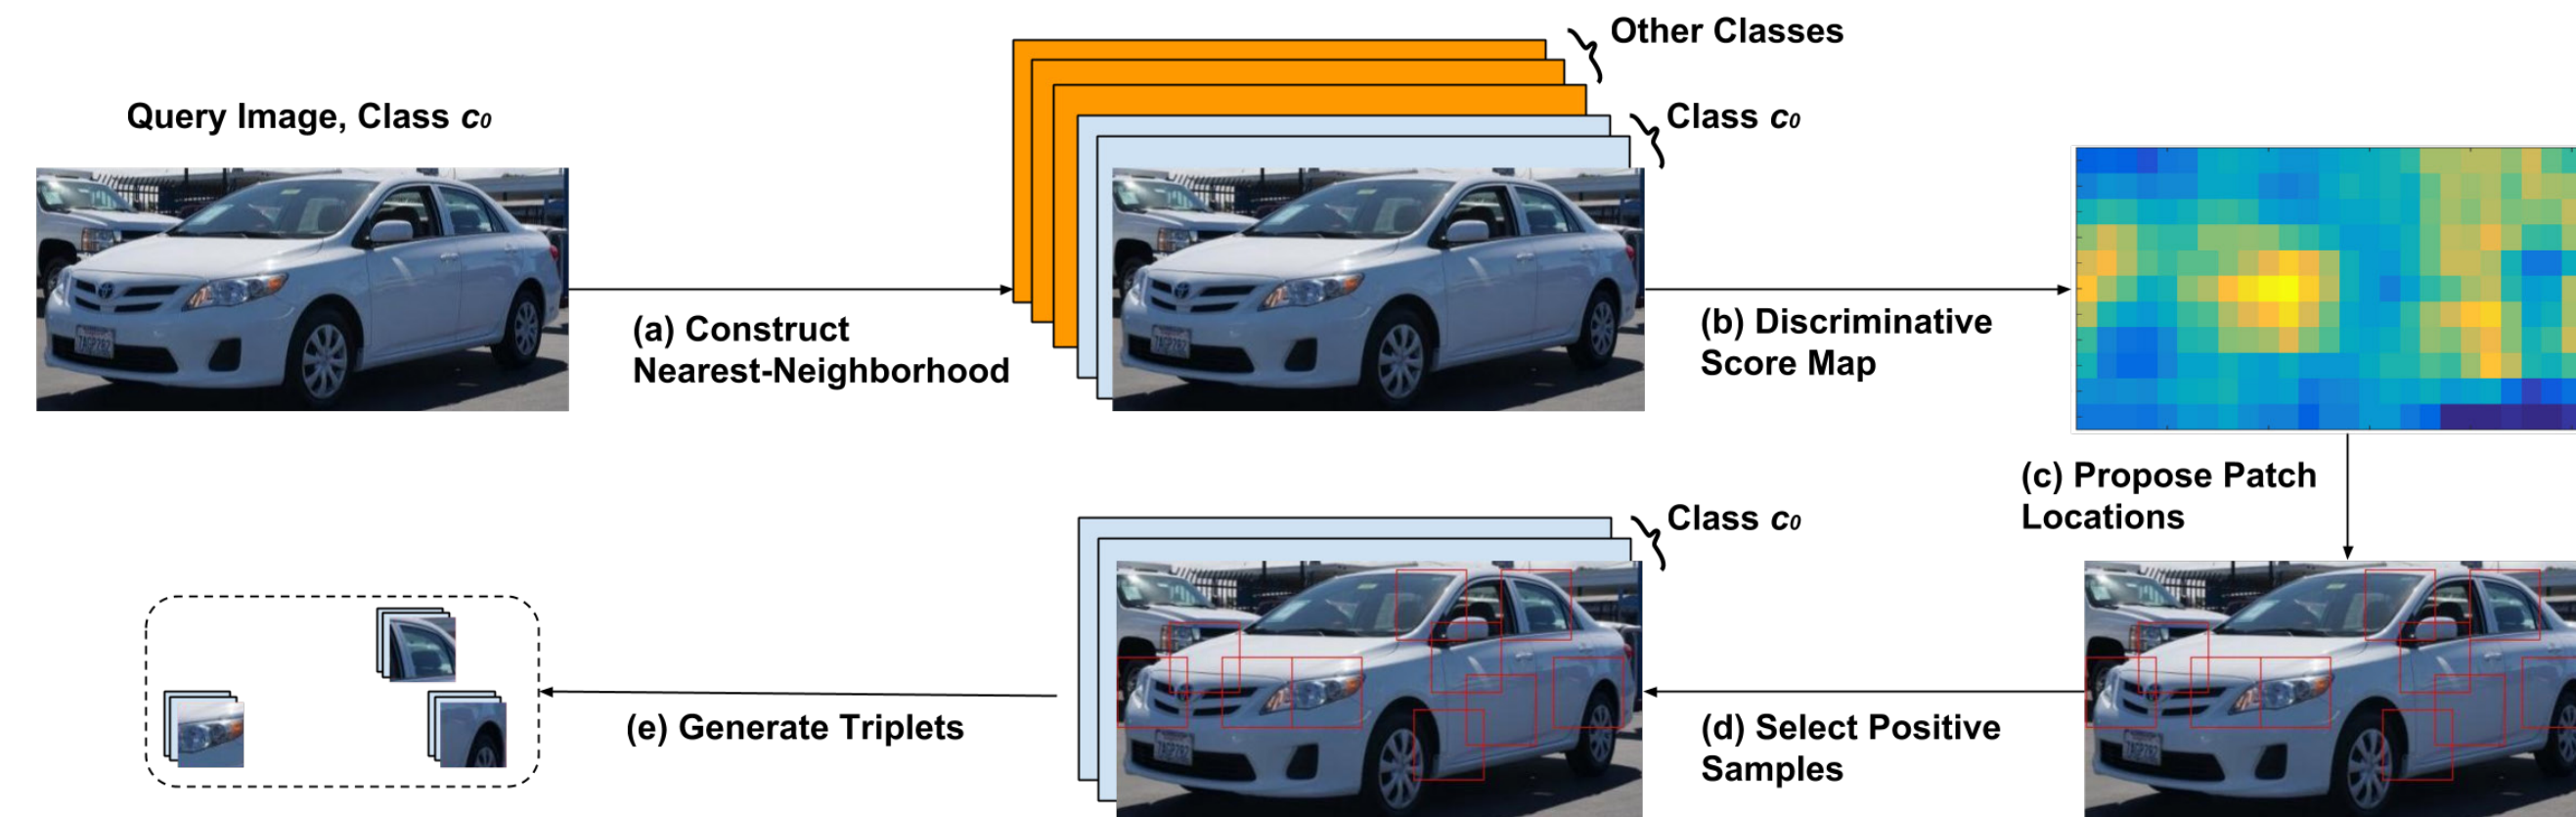 Other Classes
Query Image, Class c0
Class c0
(a) Construct
Nearest-Neighborhood
(b) Discriminative
Score Map
(c) Propose Patch
Locations
Class c0
(d) Select Positive
Samples
(e) Generate Triplets